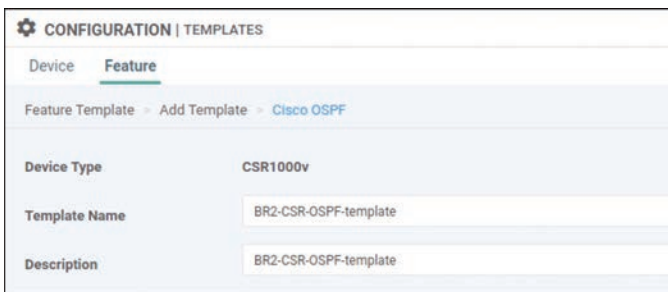 CONFIGURATION | TEMPLATES
Device Feature
Feature Template > Add Template > Cisco OSPF
Device Type CSR1000v
Template Name BR2-CSR-OSPF-template
Description BR2-CSR-OSPF-template